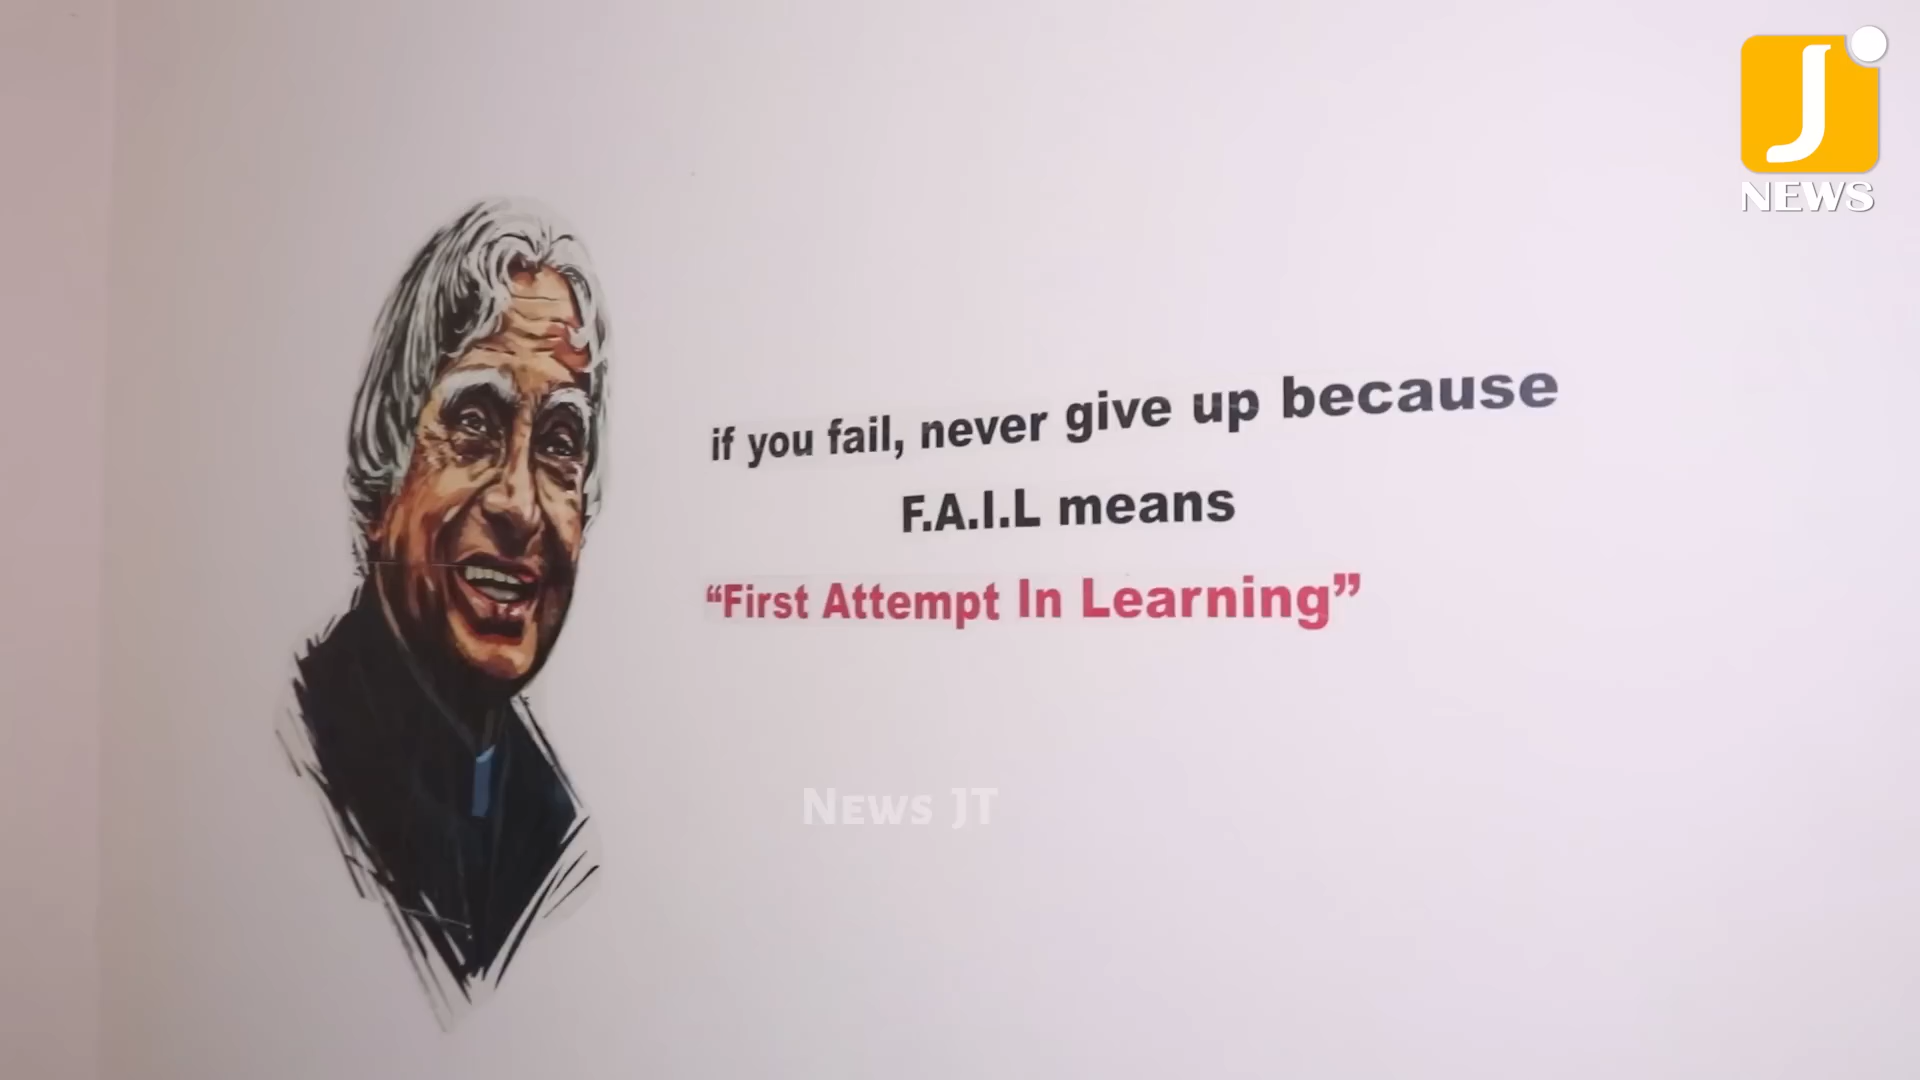 J
NEWS
if you fail, never give up because
F.A.I.L means
“First Attempt In Learning”
NEWS JT